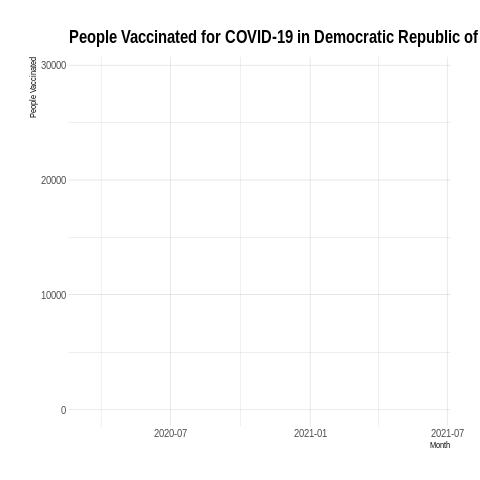 People Vaccinated for COVID-19 in Democratic Republic of
People Vaccinated
30000
20000
10000
0
2020-07 2021-01 2021-07
Month